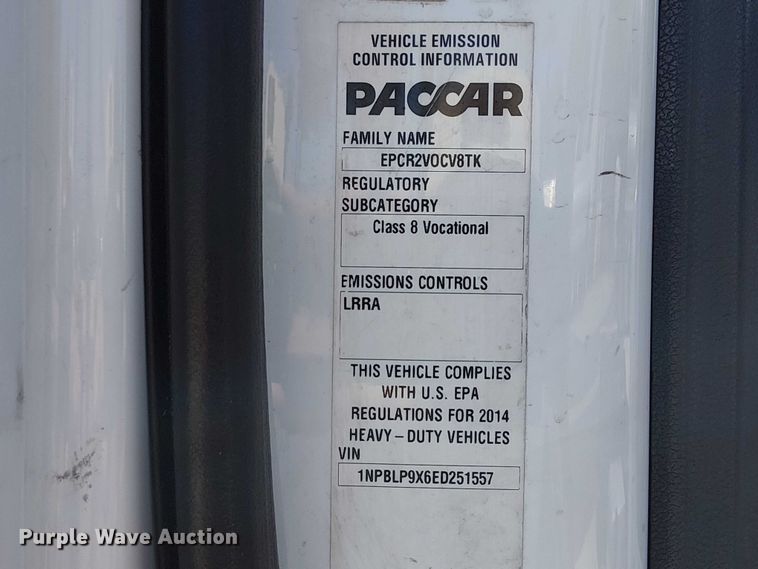 VEHICLE EMISSION
CONTROL INFORMATION
PACCAR
FAMILY NAME
EPCR2VOCV8TK
REGULATORY
SUBCATEGORY
Class 8 Vocational
EMISSIONS CONTROLS
LRRA
THIS VEHICLE COMPLIES
WITH U.S. EPA
REGULATIONS FOR 2014
HEAVY – DUTY VEHICLES
VIN
1NPBLP9X6ED251557
Purple Wave Auction